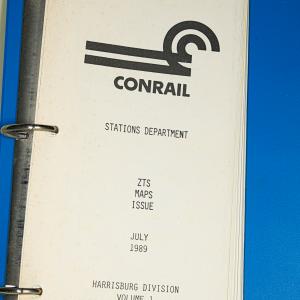 CONRAIL
STATIONS DEPARTMENT
ZTS
MAPS
ISSUE
JULY
1989
HARRISBURG DIVISION
VOLUME 1